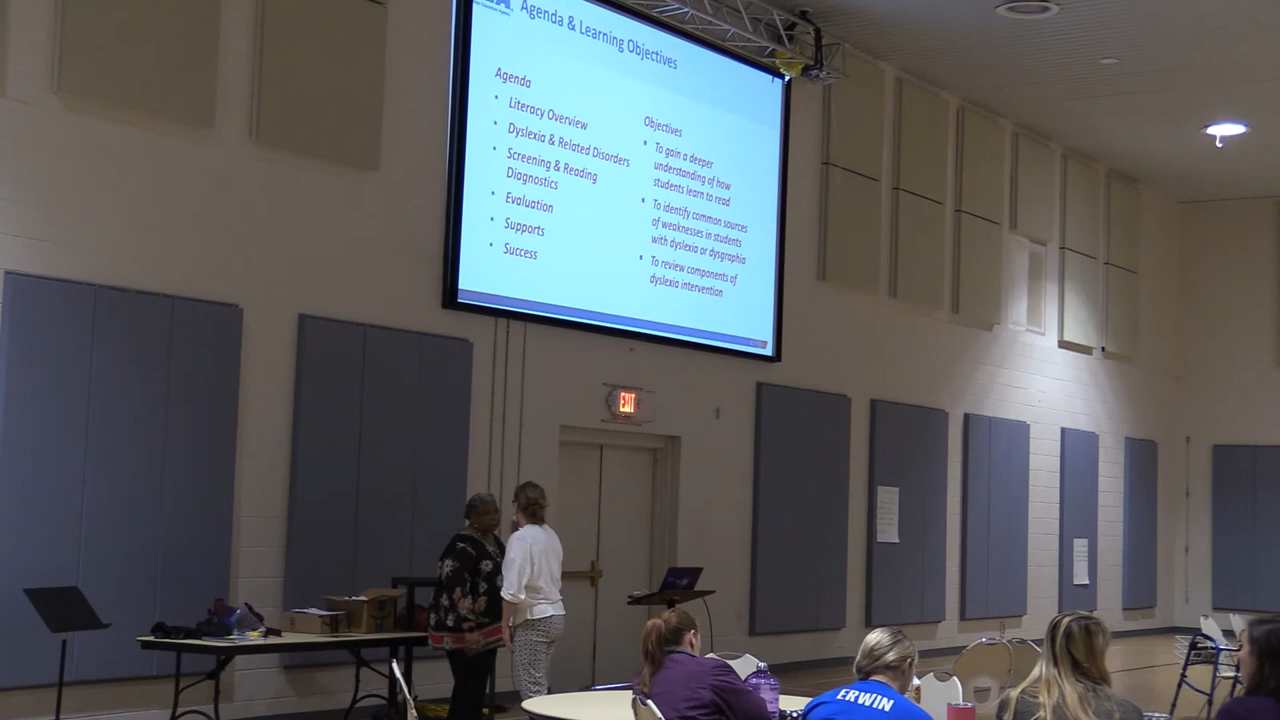 Agenda & Learning Objectives
Agenda
• Literacy Overview
• Dyslexia & Related Disorders
• Screening & Reading
Diagnostics
• Evaluation
• Supports
• Success
Objectives
• To gain a deeper
understanding of how
students learn to read
• To identify common sources
of weaknesses in students
with dyslexia or dysgraphia
• To review components of
dyslexia intervention
EXIT
ERWIN